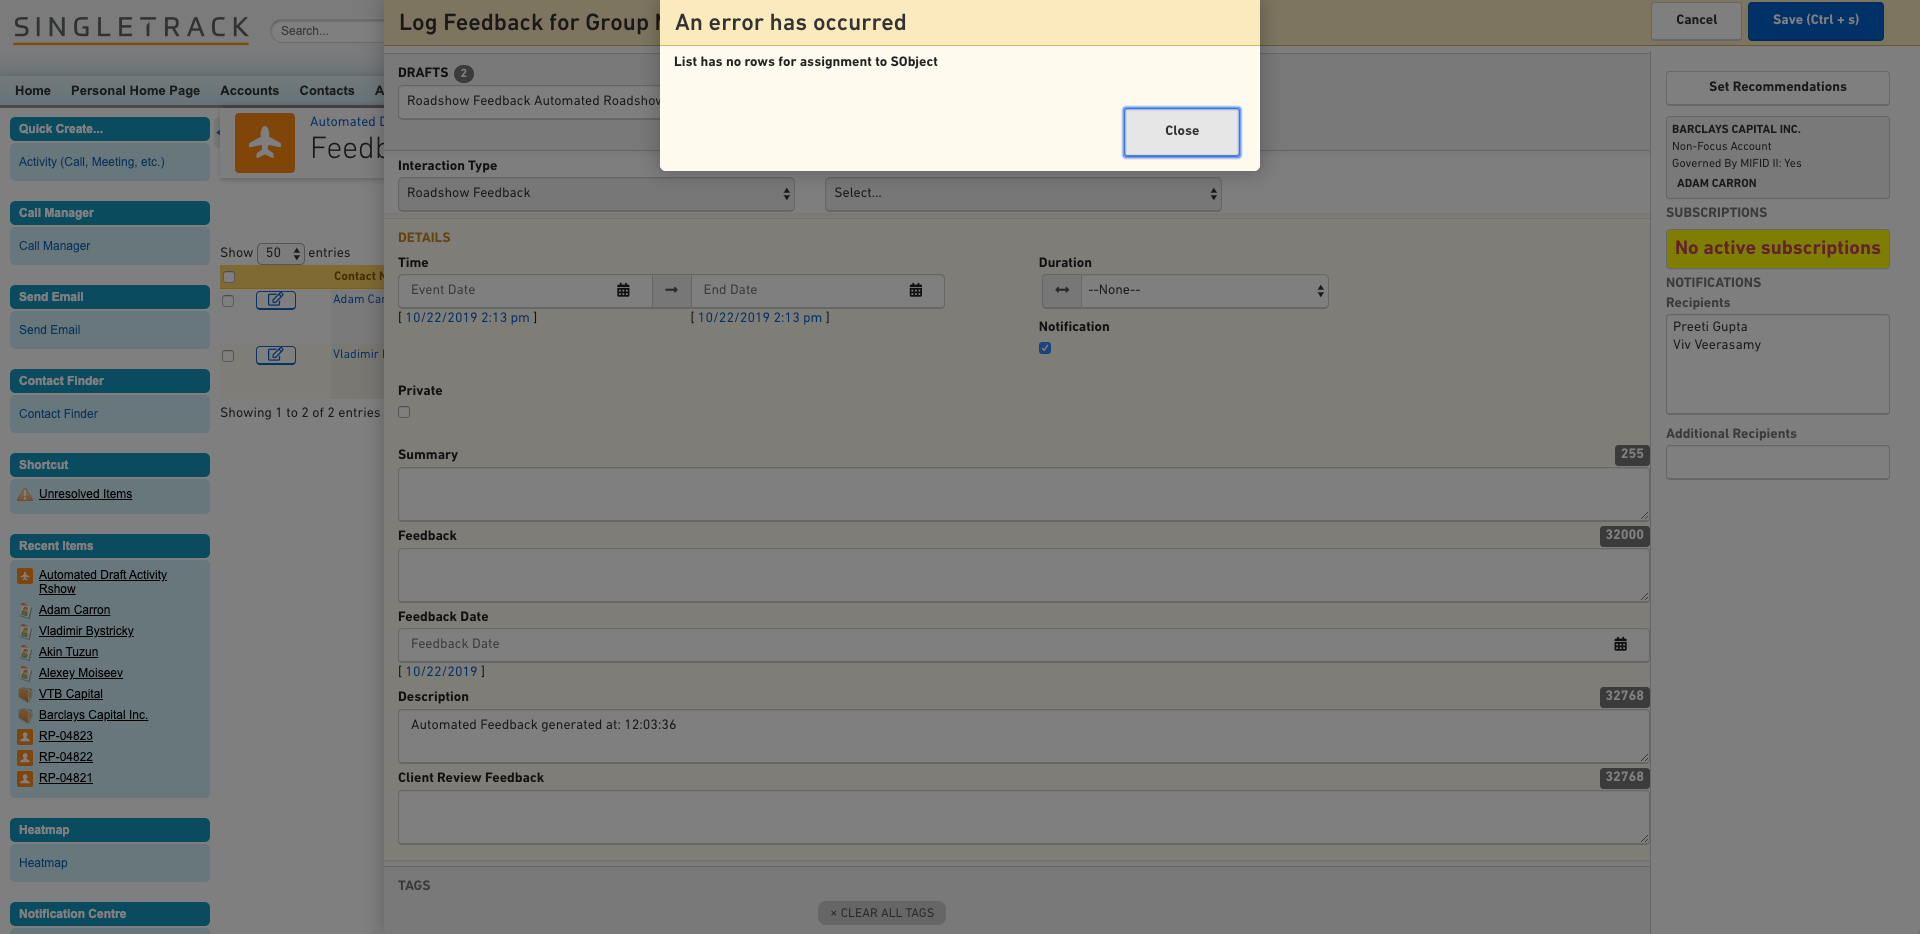 SINGLETRACK
Search...
Home Personal Home Page Accounts Contacts
Quick Create...
Activity (Call, Meeting, etc.)
Call Manager
Call Manager
Send Email
Send Email
Contact Finder
Contact Finder
Shortcut
Unresolved Items
Recent Items
Automated Draft Activity
Rshow
Adam Carron
Vladimir Bystricky
Akin Tuzun
Alexey Moiseev
VTB Capital
Barclays Capital Inc.
RP-04823
RP-04822
RP-04821
Heatmap
Heatmap
Notification Centre
Automated D
Feedb
Show 50 entries
Contact N
Adam Car
Vladimir
Showing 1 to 2 of 2 entries
Log Feedback for Group
An error has occurred
List has no rows for assignment to SObject
Close
Cancel
Save (Ctrl + s)
DRAFTS 2
Roadshow Feedback Automated Roadshow
Interaction Type
Roadshow Feedback
Select...
DETAILS
Time
Event Date
End Date
[ 10/22/2019 2:13 pm ]
[ 10/22/2019 2:13 pm ]
Duration
--None--
Notification
Private
Summary
255
Feedback
32000
Feedback Date
Feedback Date
[ 10/22/2019 ]
Description
32768
Automated Feedback generated at: 12:03:36
Client Review Feedback
32768
TAGS
× CLEAR ALL TAGS
Set Recommendations
BARCLAYS CAPITAL INC.
Non-Focus Account
Governed By MIFID II: Yes
ADAM CARRON
SUBSCRIPTIONS
No active subscriptions
NOTIFICATIONS
Recipients
Preeti Gupta
Viv Veerasamy
Additional Recipients